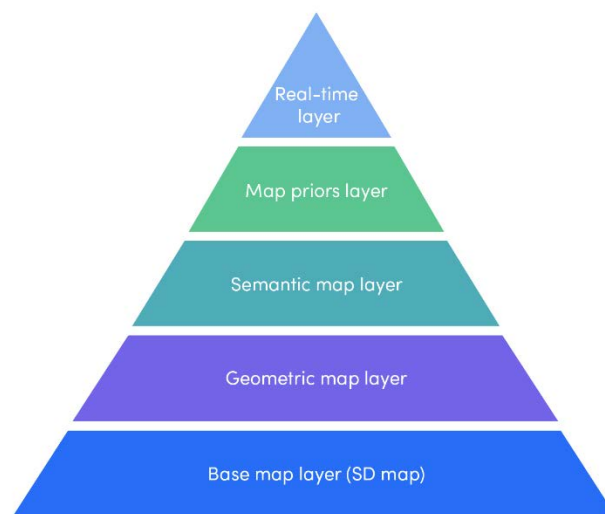 Real-time
layer
Map priors layer
Semantic map layer
Geometric map layer
Base map layer (SD map)